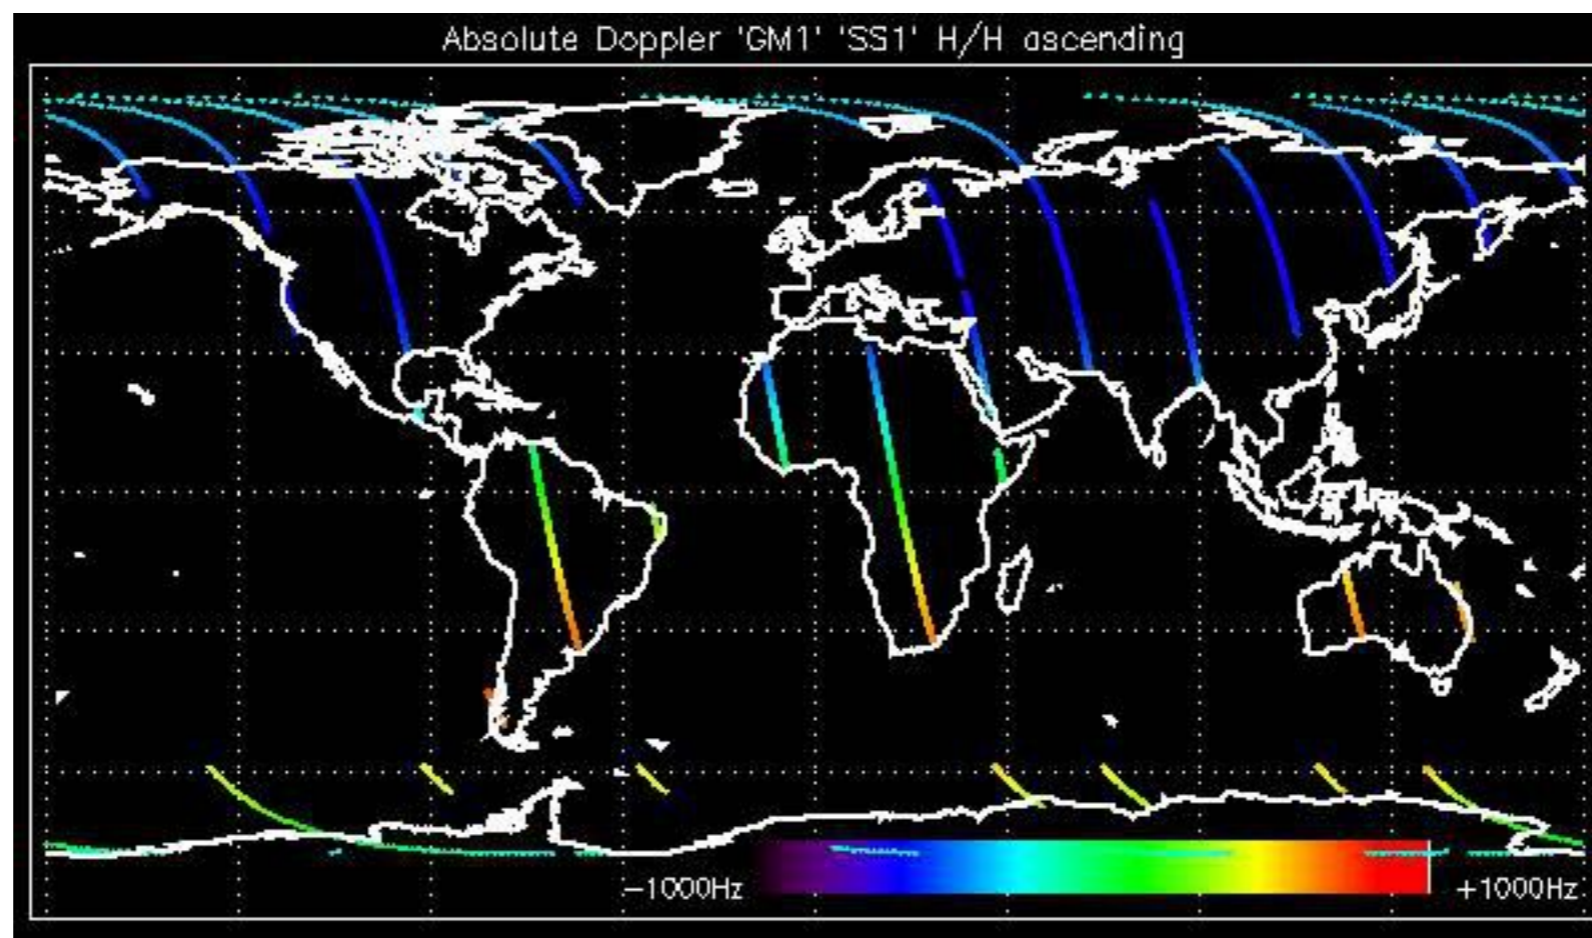 Absolute Doppler 'GM1' 'SS1' H/H ascending
−1000Hz
+1000Hz